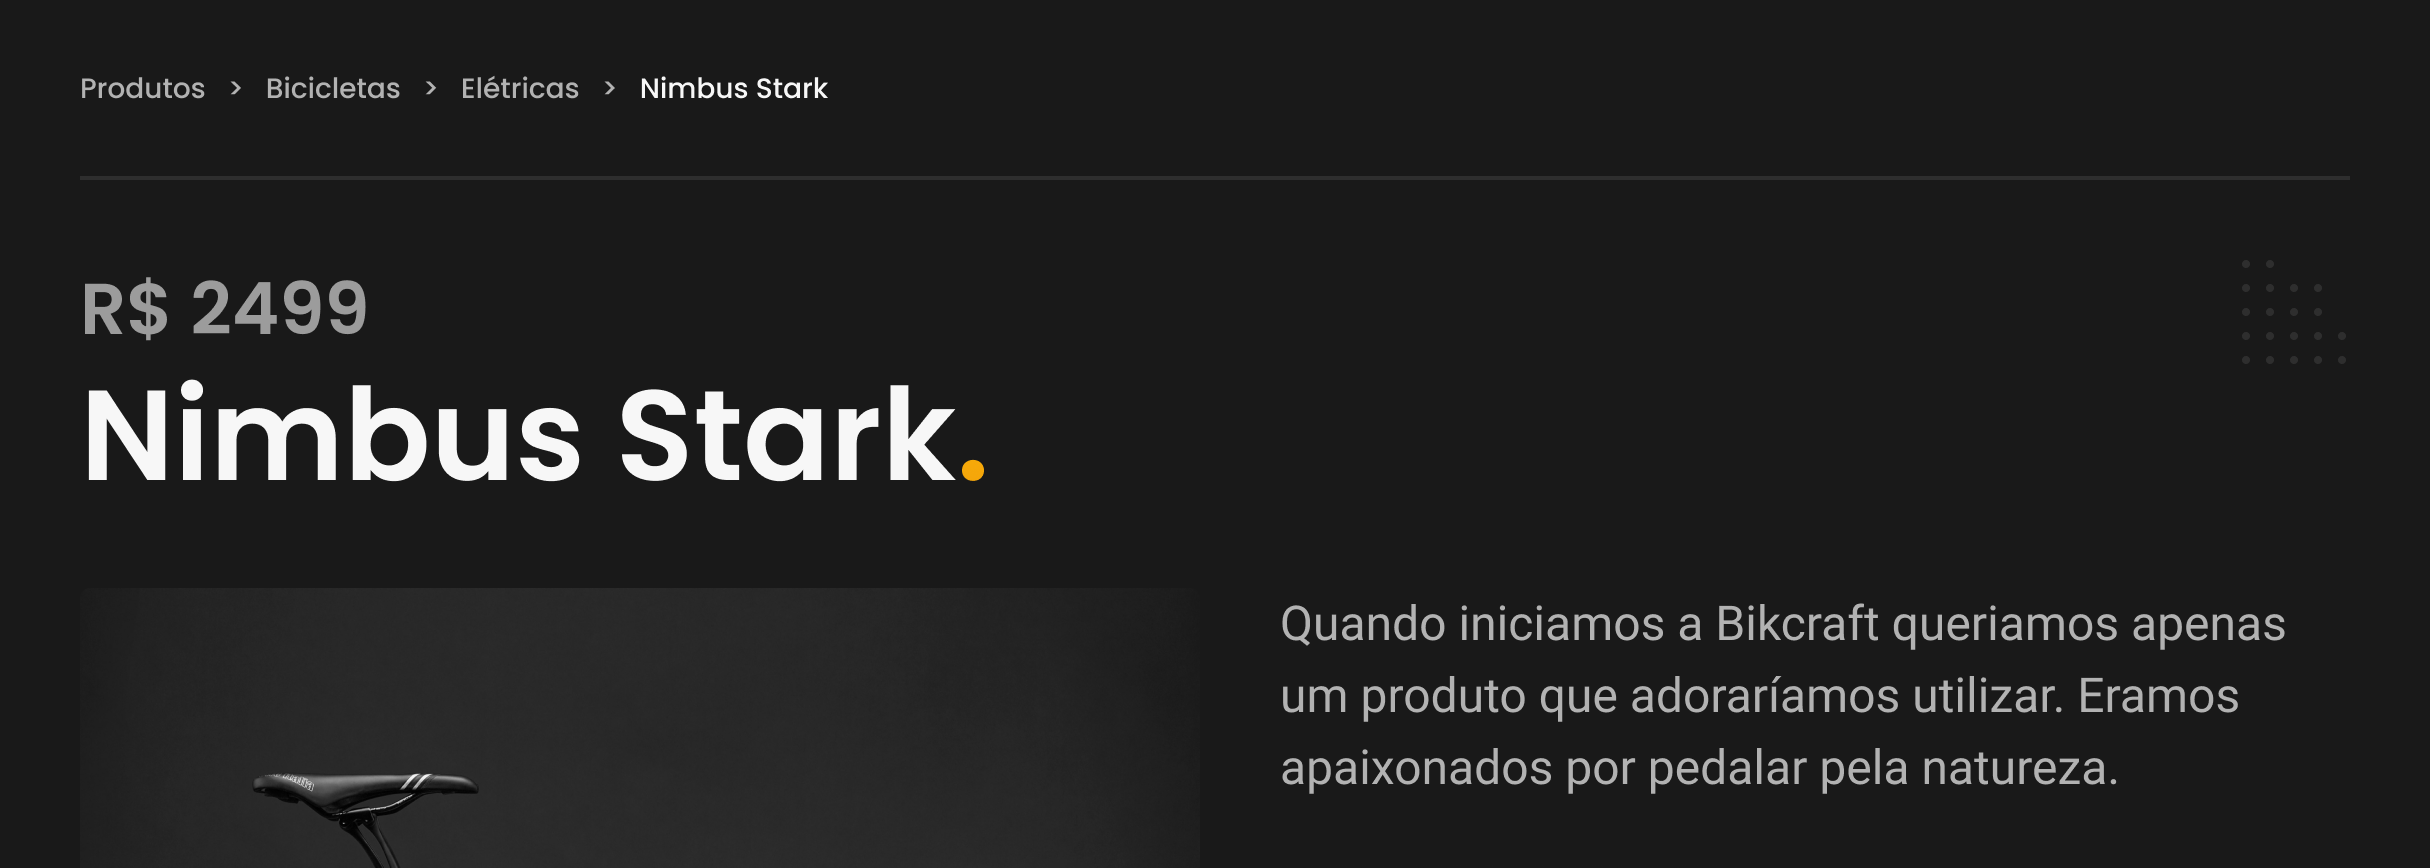 Produtos > Bicicletas > Elétricas > Nimbus Stark
R$ 2499
Nimbus Stark.
Quando iniciamos a Bikcraft queriamos apenas
um produto que adoraríamos utilizar. Eramos
apaixonados por pedalar pela natureza.